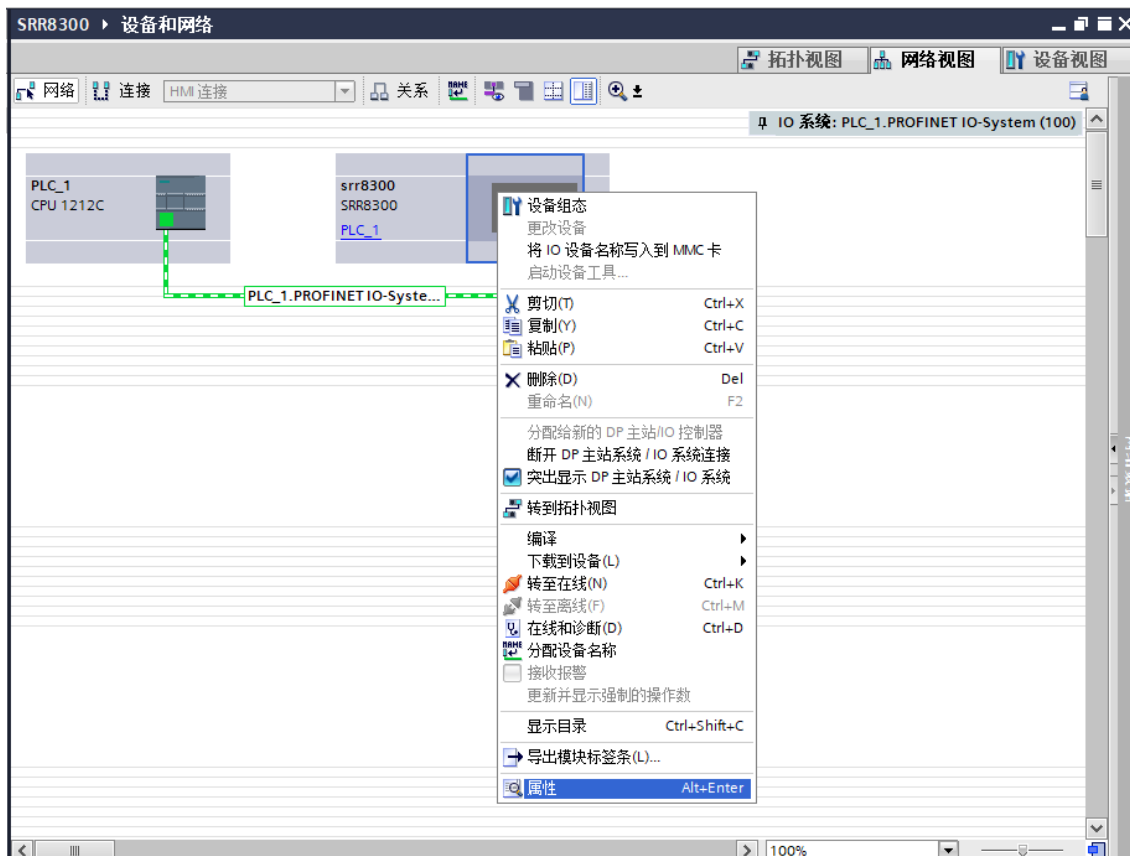 SRR8300 ▸ 设备和网络
拓扑视图 网络视图 设备视图
网络 连接 HMI 连接 关系
IO 系统: PLC_1.PROFINET IO-System (100)
PLC_1
CPU 1212C
srr8300
SRR8300
PLC_1
PLC_1.PROFINET IO-Syste...
设备组态
更改设备
将 IO 设备名称写入到 MMC 卡
启动设备工具...
剪切(T) Ctrl+X
复制(Y) Ctrl+C
粘贴(P) Ctrl+V
删除(D) Del
重命名(N) F2
分配给新的 DP 主站/IO 控制器
断开 DP 主站系统 / IO 系统连接
突出显示 DP 主站系统 / IO 系统
转到拓扑视图
编译
下载到设备(L)
转至在线(N) Ctrl+K
转至离线(F) Ctrl+M
在线和诊断(D) Ctrl+D
分配设备名称
接收报警
更新并显示强制的操作数
显示目录 Ctrl+Shift+C
导出模块标签条(L)...
属性 Alt+Enter
100%